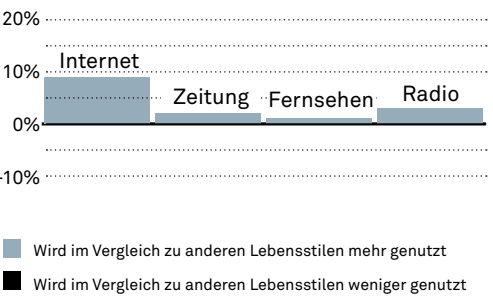 20%
Internet
10%
Zeitung Fernsehen Radio
0%
-10%
Wird im Vergleich zu anderen Lebensstilen mehr genutzt
Wird im Vergleich zu anderen Lebensstilen weniger genutzt